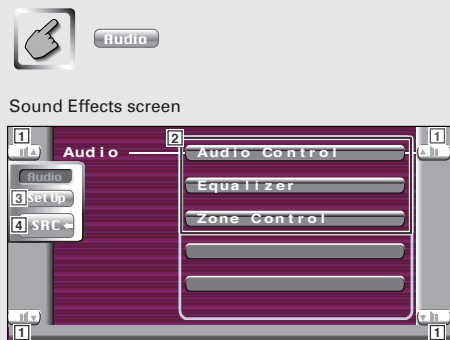 Audio
Sound Effects screen
1 2 1
Audio Audio Control
Audio
Equalizer
3 Set Up
Zone Control
4 SRC
1 1